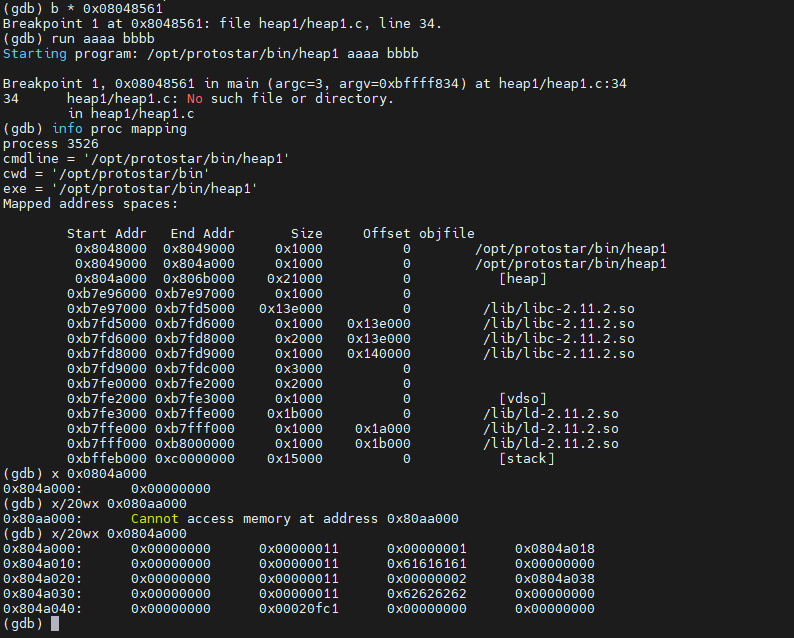 (gdb) b * 0x08048561
Breakpoint 1 at 0x8048561: file heap1/heap1.c, line 34.
(gdb) run aaaa bbbb
Starting program: /opt/protostar/bin/heap1 aaaa bbbb
Breakpoint 1, 0x08048561 in main (argc=3, argv=0xbffff834) at heap1/heap1.c:34
34      heap1/heap1.c: No such file or directory.
        in heap1/heap1.c
(gdb) info proc mapping
process 3526
cmdline = '/opt/protostar/bin/heap1'
cwd = '/opt/protostar/bin'
exe = '/opt/protostar/bin/heap1'
Mapped address spaces:
        Start Addr   End Addr       Size     Offset objfile
         0x8048000  0x8049000     0x1000          0        /opt/protostar/bin/heap1
         0x8049000  0x804a000     0x1000          0        /opt/protostar/bin/heap1
         0x804a000  0x806b000    0x21000          0           [heap]
        0xb7e96000 0xb7e97000     0x1000          0
        0xb7e97000 0xb7fd5000   0x13e000          0         /lib/libc-2.11.2.so
        0xb7fd5000 0xb7fd6000     0x1000   0x13e000         /lib/libc-2.11.2.so
        0xb7fd6000 0xb7fd8000     0x2000   0x13e000         /lib/libc-2.11.2.so
        0xb7fd8000 0xb7fd9000     0x1000   0x140000         /lib/libc-2.11.2.so
        0xb7fd9000 0xb7fdc000     0x3000          0
        0xb7fe0000 0xb7fe2000     0x2000          0
        0xb7fe2000 0xb7fe3000     0x1000          0           [vdso]
        0xb7fe3000 0xb7ffe000    0x1b000          0         /lib/ld-2.11.2.so
        0xb7ffe000 0xb7fff000     0x1000    0x1a000         /lib/ld-2.11.2.so
        0xb7fff000 0xb8000000     0x1000    0x1b000         /lib/ld-2.11.2.so
        0xbffeb000 0xc0000000    0x15000          0           [stack]
(gdb) x 0x0804a000
0x804a000:      0x00000000
(gdb) x/20wx 0x080aa000
0x80aa000:      Cannot access memory at address 0x80aa000
(gdb) x/20wx 0x0804a000
0x804a000:      0x00000000      0x00000011      0x00000001      0x0804a018
0x804a010:      0x00000000      0x00000011      0x61616161      0x00000000
0x804a020:      0x00000000      0x00000011      0x00000002      0x0804a038
0x804a030:      0x00000000      0x00000011      0x62626262      0x00000000
0x804a040:      0x00000000      0x00020fc1      0x00000000      0x00000000
(gdb)